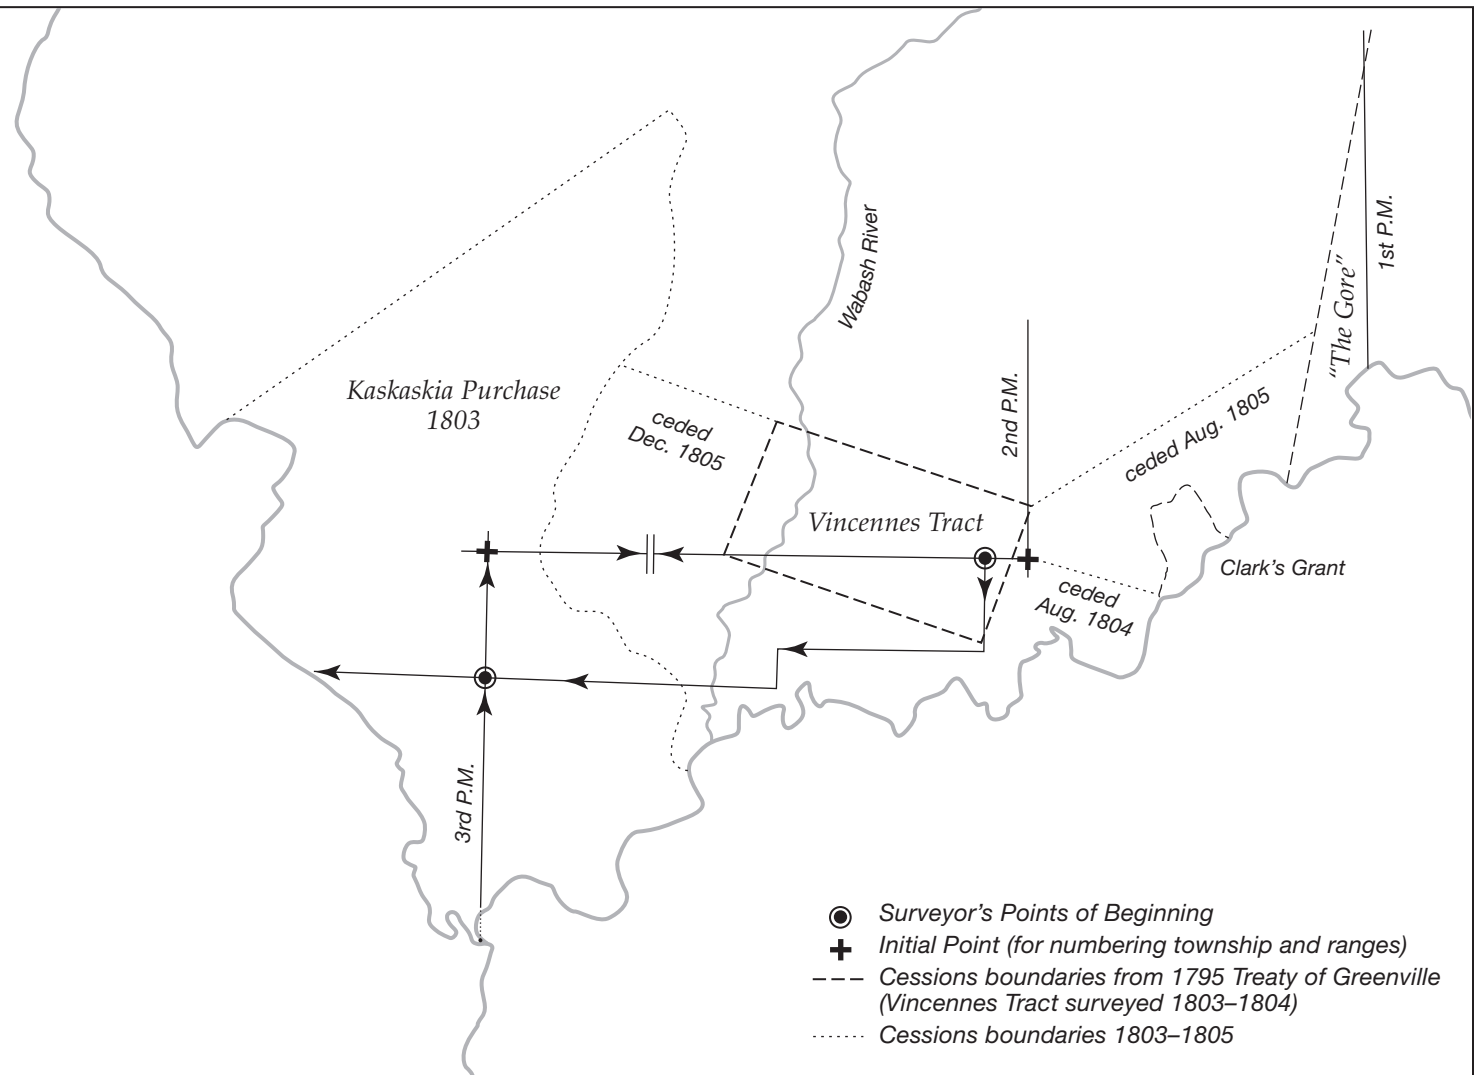 Wabash River
1st P.M.
"The Gore"
Kaskaskia Purchase
1803
ceded
Dec. 1805
2nd P.M.
ceded Aug. 1805
Vincennes Tract
Clark's Grant
ceded
Aug. 1804
3rd P.M.
Surveyor's Points of Beginning
Initial Point (for numbering township and ranges)
Cessions boundaries from 1795 Treaty of Greenville
(Vincennes Tract surveyed 1803–1804)
Cessions boundaries 1803–1805